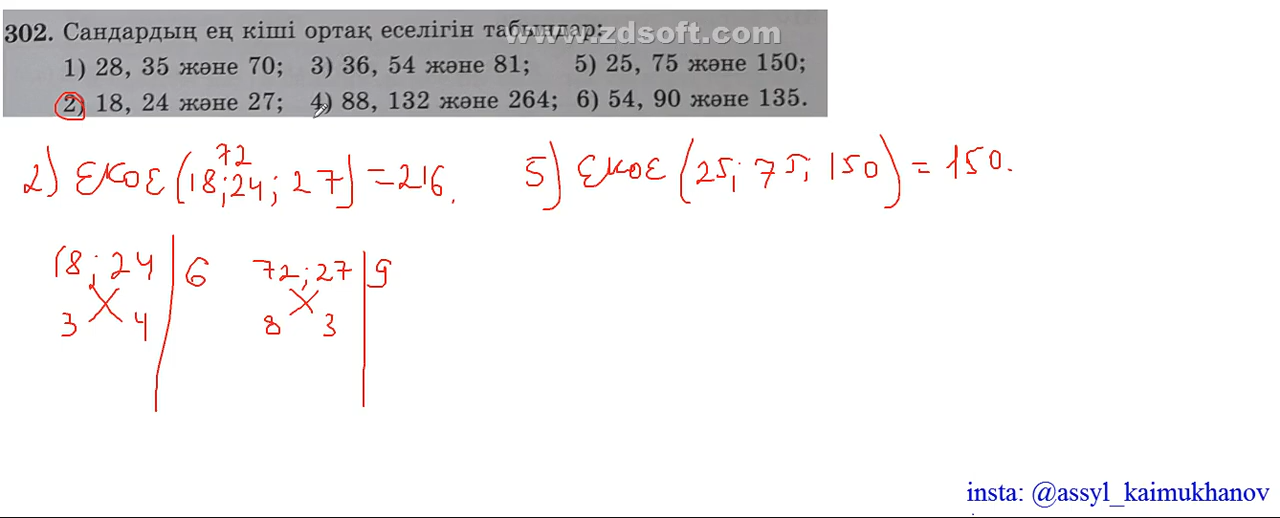 302. Сандардың ең кіші ортақ еселігін табыңдар:
www.zdsoft.com
1) 28, 35 және 70; 3) 36, 54 және 81; 5) 25, 75 және 150;
2) 18, 24 және 27; 4) 88, 132 және 264; 6) 54, 90 және 135.
72
2) ЕКОЕ(18;24; 27) = 216.
5) ЕКОЕ (25; 75; 150) = 150.
18; 24 | 6
3 4
72; 27 | 9
8 3
insta: @assyl_kaimukhanov